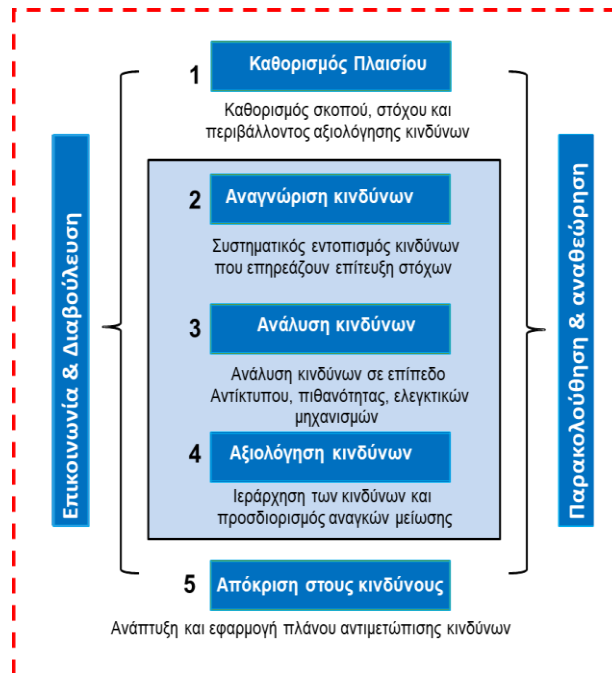 1 Καθορισμός Πλαισίου
Καθορισμός σκοπού, στόχου και
περιβάλλοντος αξιολόγησης κινδύνων
Επικοινωνία & Διαβούλευση
2 Αναγνώριση κινδύνων
Συστηματικός εντοπισμός κινδύνων
που επηρεάζουν επίτευξη στόχων
3 Ανάλυση κινδύνων
Ανάλυση κινδύνων σε επίπεδο
Αντίκτυπου, πιθανότητας, ελεγκτικών
μηχανισμών
4 Αξιολόγηση κινδύνων
Ιεράρχηση των κινδύνων και
προσδιορισμός αναγκών μείωσης
Παρακολούθηση & αναθεώρηση
5 Απόκριση στους κινδύνους
Ανάπτυξη και εφαρμογή πλάνου αντιμετώπισης κινδύνων